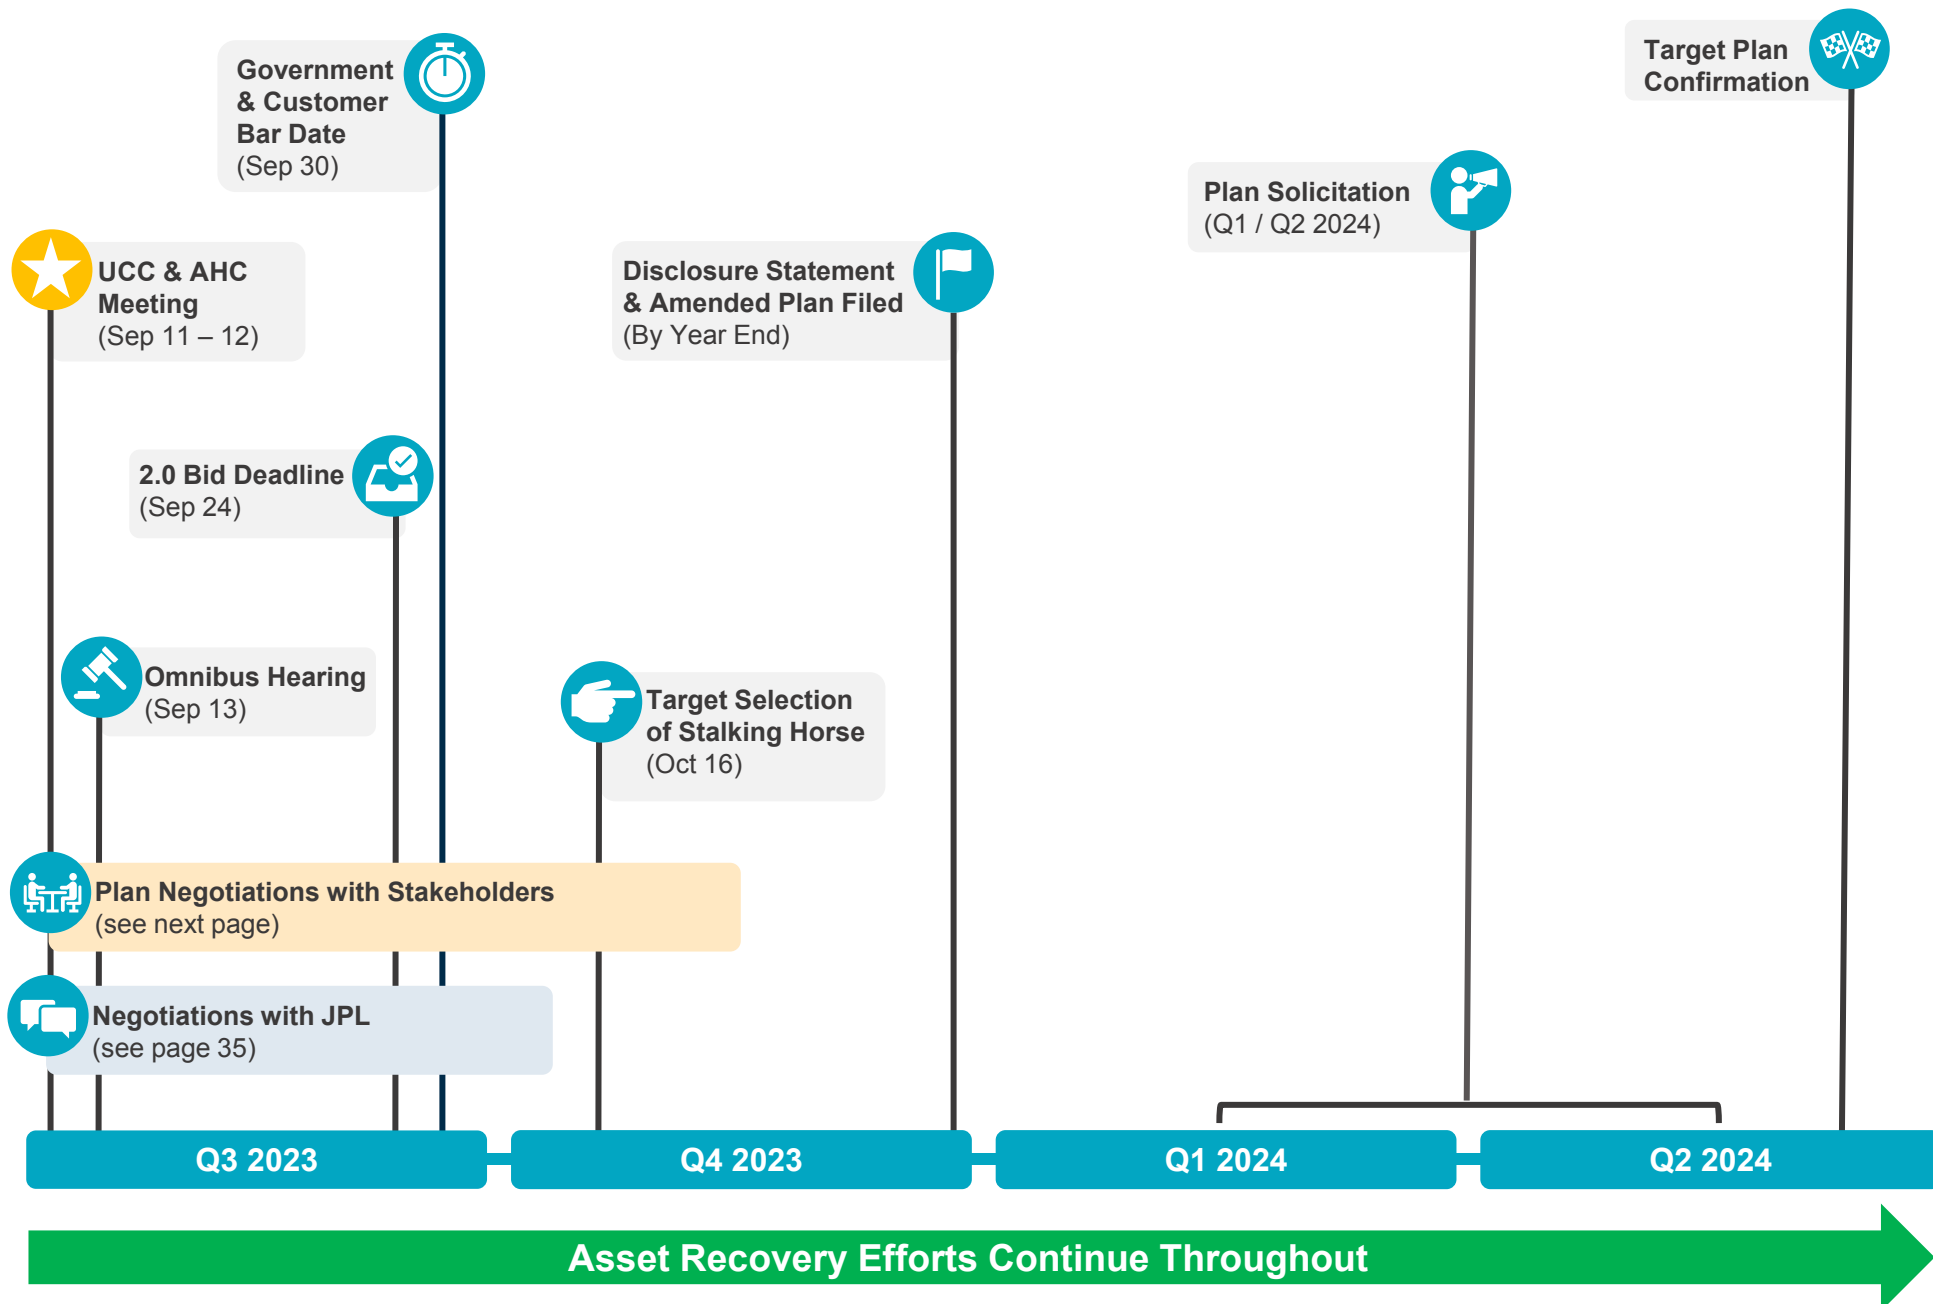 Government
& Customer
Bar Date
(Sep 30)
Target Plan
Confirmation
Plan Solicitation
(Q1 / Q2 2024)
UCC & AHC
Meeting
(Sep 11 – 12)
Disclosure Statement
& Amended Plan Filed
(By Year End)
2.0 Bid Deadline
(Sep 24)
Omnibus Hearing
(Sep 13)
Target Selection
of Stalking Horse
(Oct 16)
Plan Negotiations with Stakeholders
(see next page)
Negotiations with JPL
(see page 35)
Q3 2023
Q4 2023
Q1 2024
Q2 2024
Asset Recovery Efforts Continue Throughout